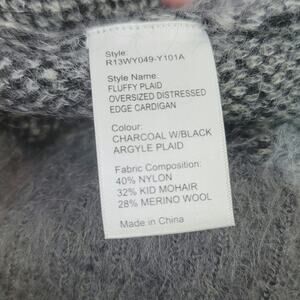 Style:
R13WY049-Y101A
Style Name:
FLUFFY PLAID
OVERSIZED DISTRESSED
EDGE CARDIGAN
Colour:
CHARCOAL W/BLACK
ARGYLE PLAID
Fabric Composition:
40% NYLON
32% KID MOHAIR
28% MERINO WOOL
Made in China